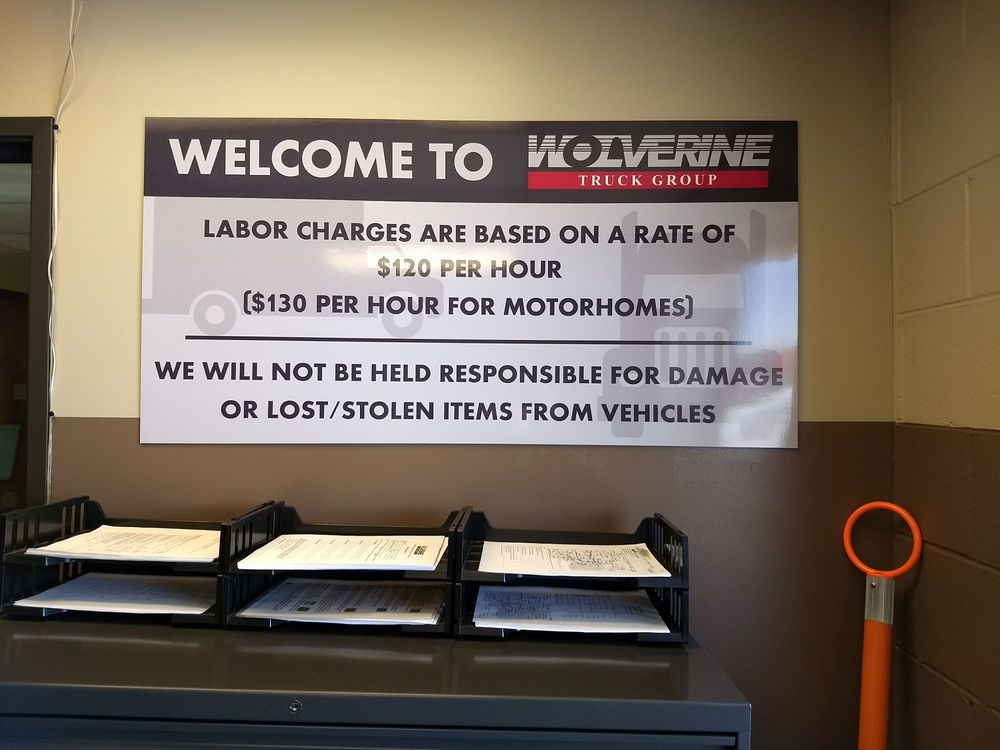 WELCOME TO WOLVERINE
TRUCK GROUP
LABOR CHARGES ARE BASED ON A RATE OF
$120 PER HOUR
($130 PER HOUR FOR MOTORHOMES)
WE WILL NOT BE HELD RESPONSIBLE FOR DAMAGE
OR LOST/STOLEN ITEMS FROM VEHICLES